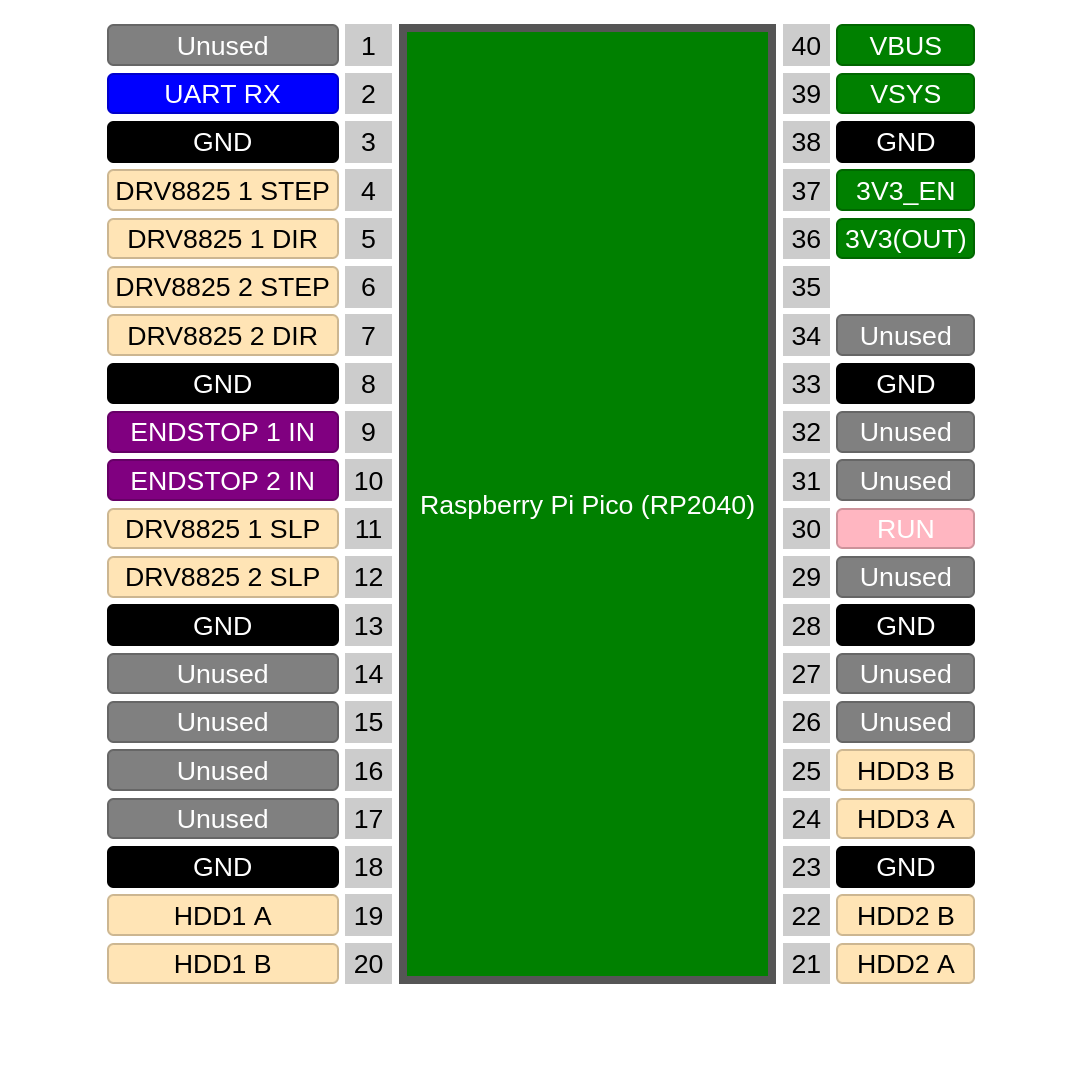 Unused 1 40 VBUS
UART RX 2 39 VSYS
GND 3 38 GND
DRV8825 1 STEP 4 37 3V3_EN
DRV8825 1 DIR 5 36 3V3(OUT)
DRV8825 2 STEP 6 35
DRV8825 2 DIR 7 34 Unused
GND 8 33 GND
ENDSTOP 1 IN 9 32 Unused
ENDSTOP 2 IN 10 31 Unused
Raspberry Pi Pico (RP2040)
DRV8825 1 SLP 11 30 RUN
DRV8825 2 SLP 12 29 Unused
GND 13 28 GND
Unused 14 27 Unused
Unused 15 26 Unused
Unused 16 25 HDD3 B
Unused 17 24 HDD3 A
GND 18 23 GND
HDD1 A 19 22 HDD2 B
HDD1 B 20 21 HDD2 A